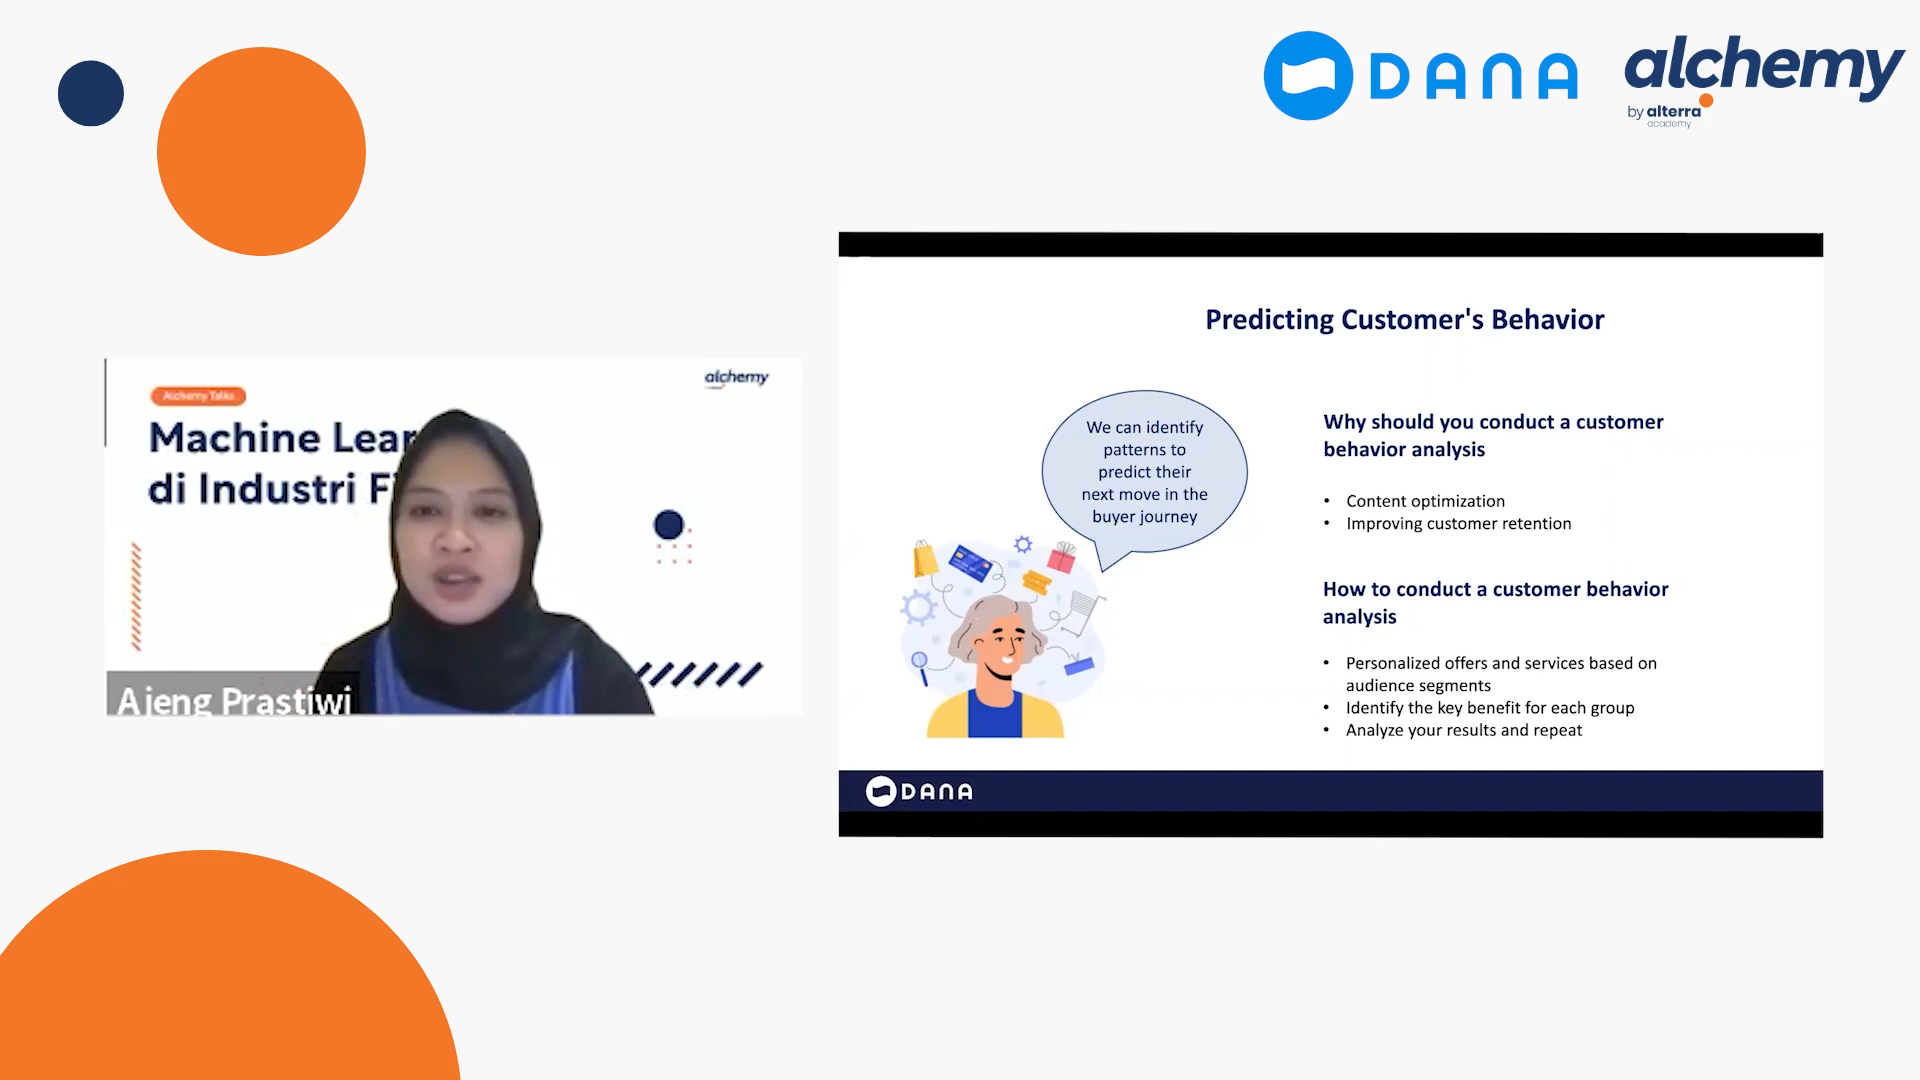 DANA
alchemy
by alterra
academy
alchemy
Alchemy Talks
Machine Lear
di Industri Fi
Ajeng Prastiwi
Predicting Customer's Behavior
We can identify
patterns to
predict their
next move in the
buyer journey
Why should you conduct a customer
behavior analysis
• Content optimization
• Improving customer retention
How to conduct a customer behavior
analysis
• Personalized offers and services based on
audience segments
• Identify the key benefit for each group
• Analyze your results and repeat
DANA